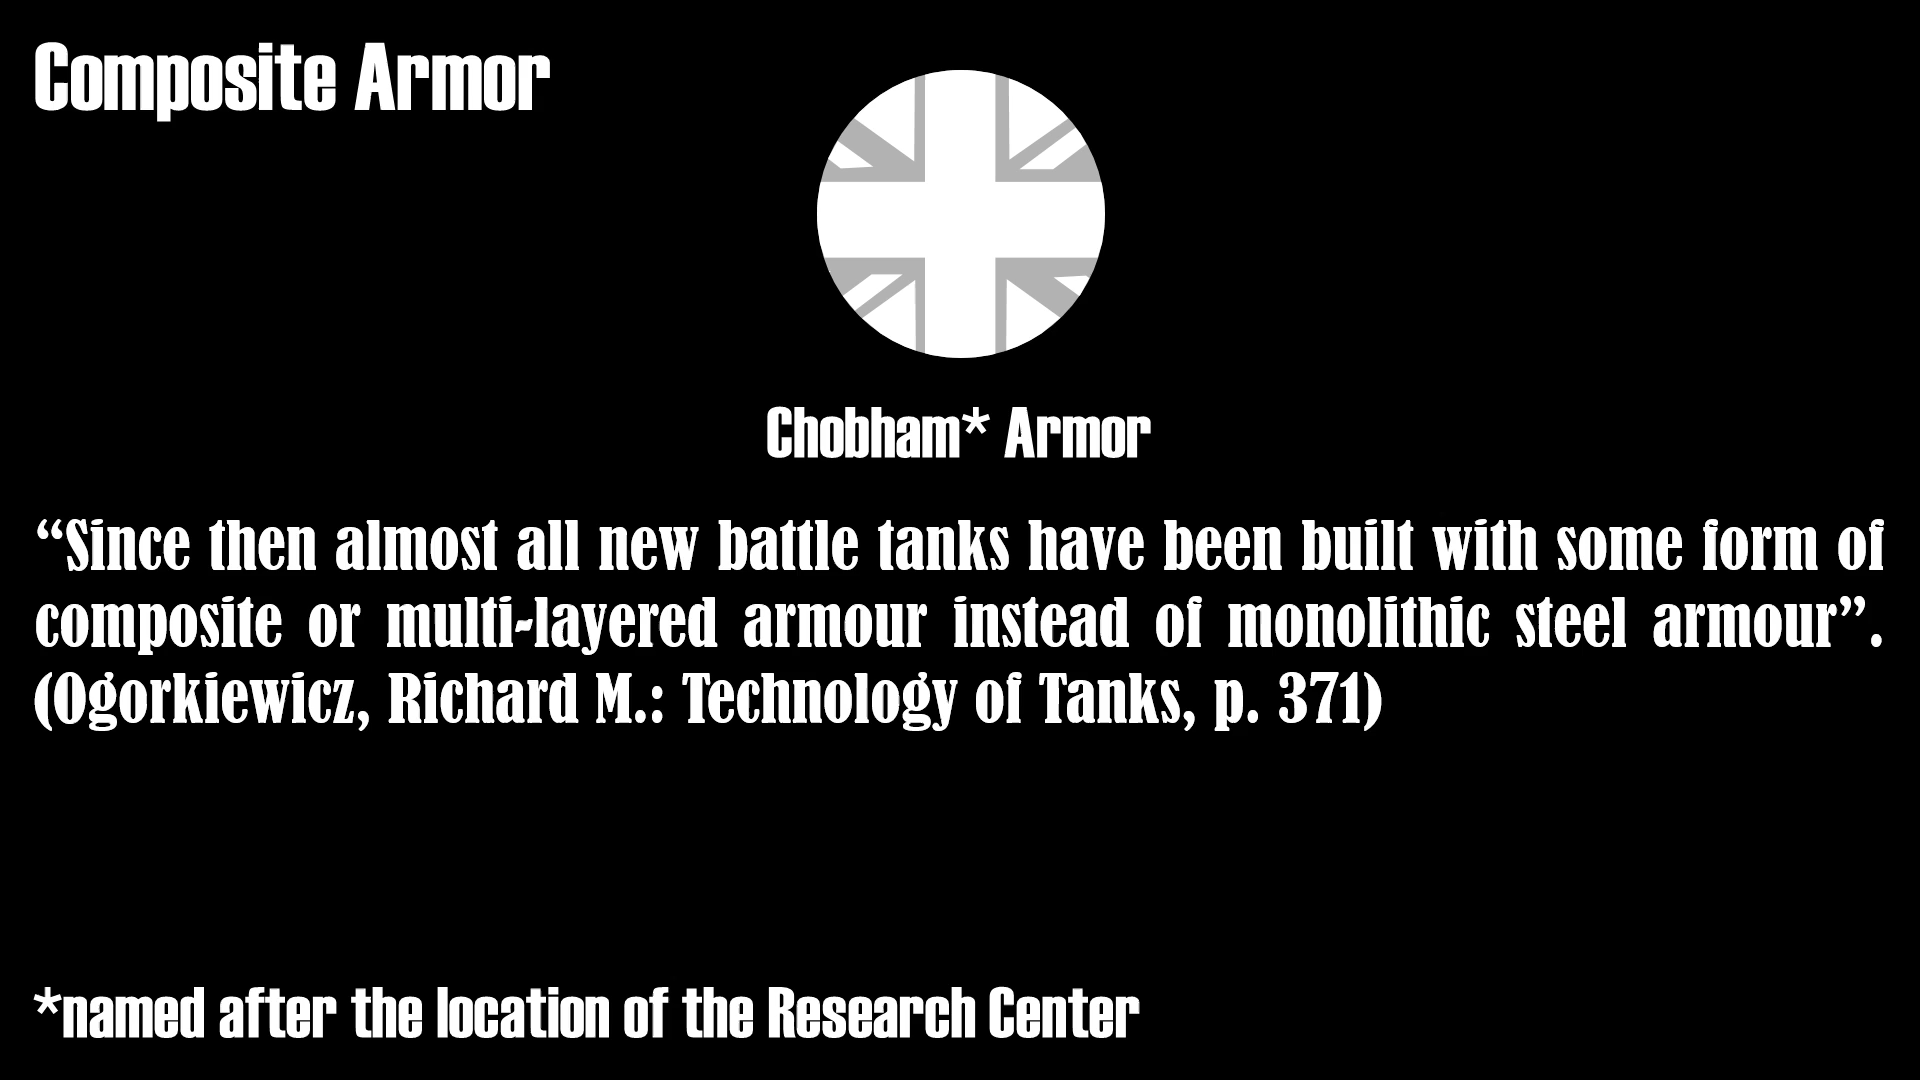 Composite Armor
Chobham* Armor
“Since then almost all new battle tanks have been built with some form of
composite or multi-layered armour instead of monolithic steel armour”.
(Ogorkiewicz, Richard M.: Technology of Tanks, p. 371)
*named after the location of the Research Center